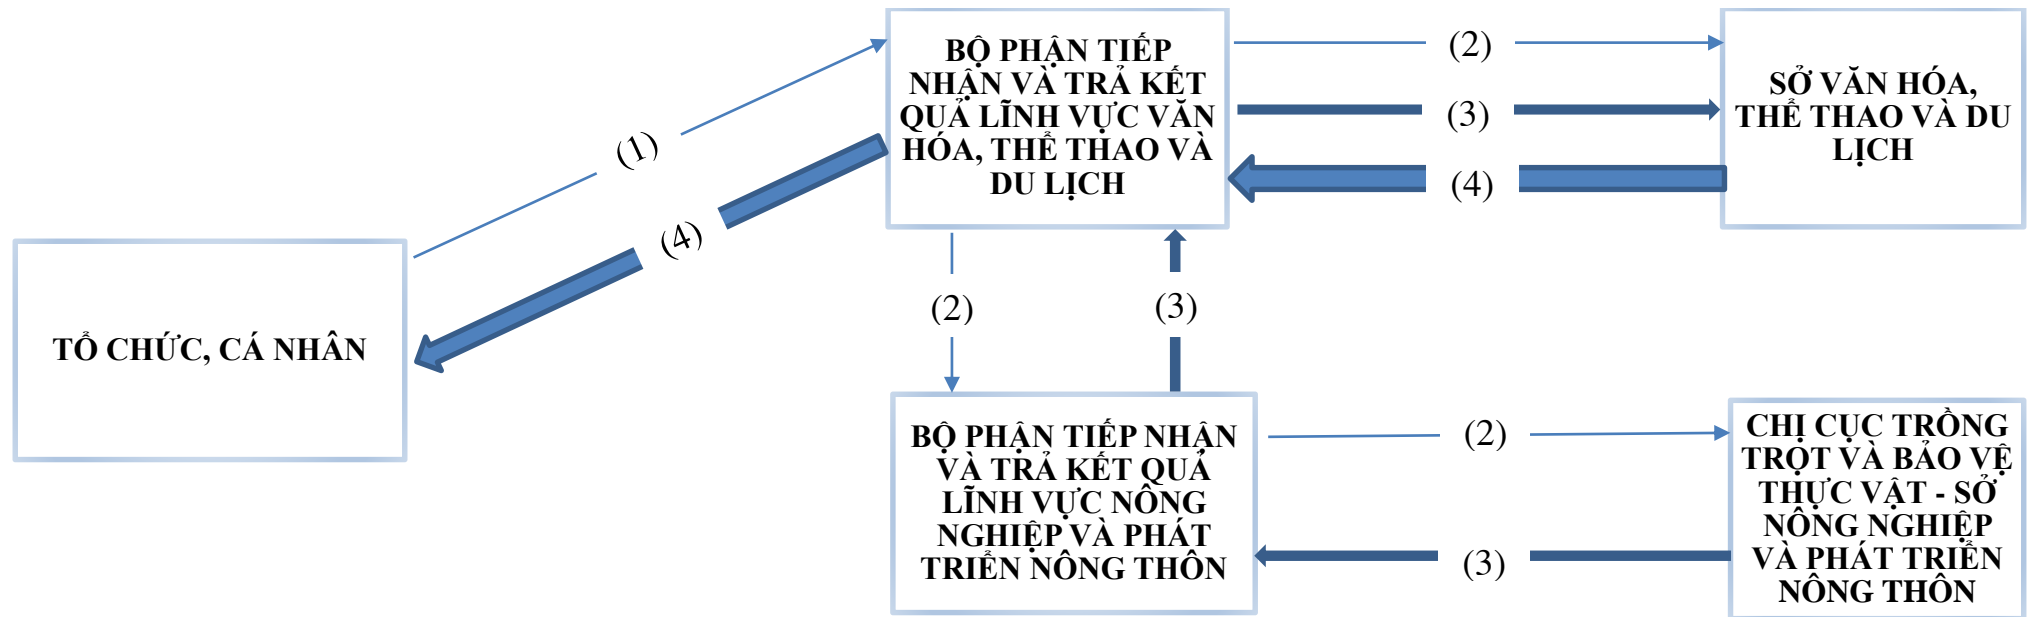 BỘ PHẬN TIẾP
NHẬN VÀ TRẢ KẾT
QUẢ LĨNH VỰC VĂN
HÓA, THỂ THAO VÀ
DU LỊCH
(2)
(3)
(4)
SỞ VĂN HÓA,
THỂ THAO VÀ DU
LỊCH
(1)
(4)
TỔ CHỨC, CÁ NHÂN
(2)
(3)
BỘ PHẬN TIẾP NHẬN
VÀ TRẢ KẾT QUẢ
LĨNH VỰC NÔNG
NGHIỆP VÀ PHÁT
TRIỂN NÔNG THÔN
(2)
(3)
CHI CỤC TRỒNG
TRỌT VÀ BẢO VỆ
THỰC VẬT - SỞ
NÔNG NGHIỆP
VÀ PHÁT TRIỂN
NÔNG THÔN